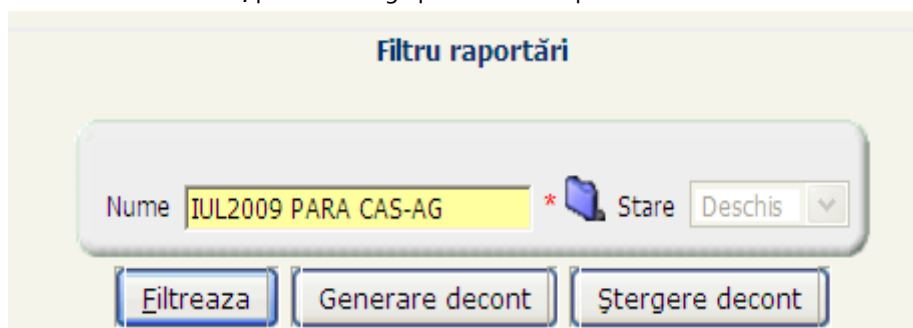 Filtru raportări
Nume IUL2009 PARA CAS-AG * Stare Deschis
Filtreaza Generare decont Ştergere decont